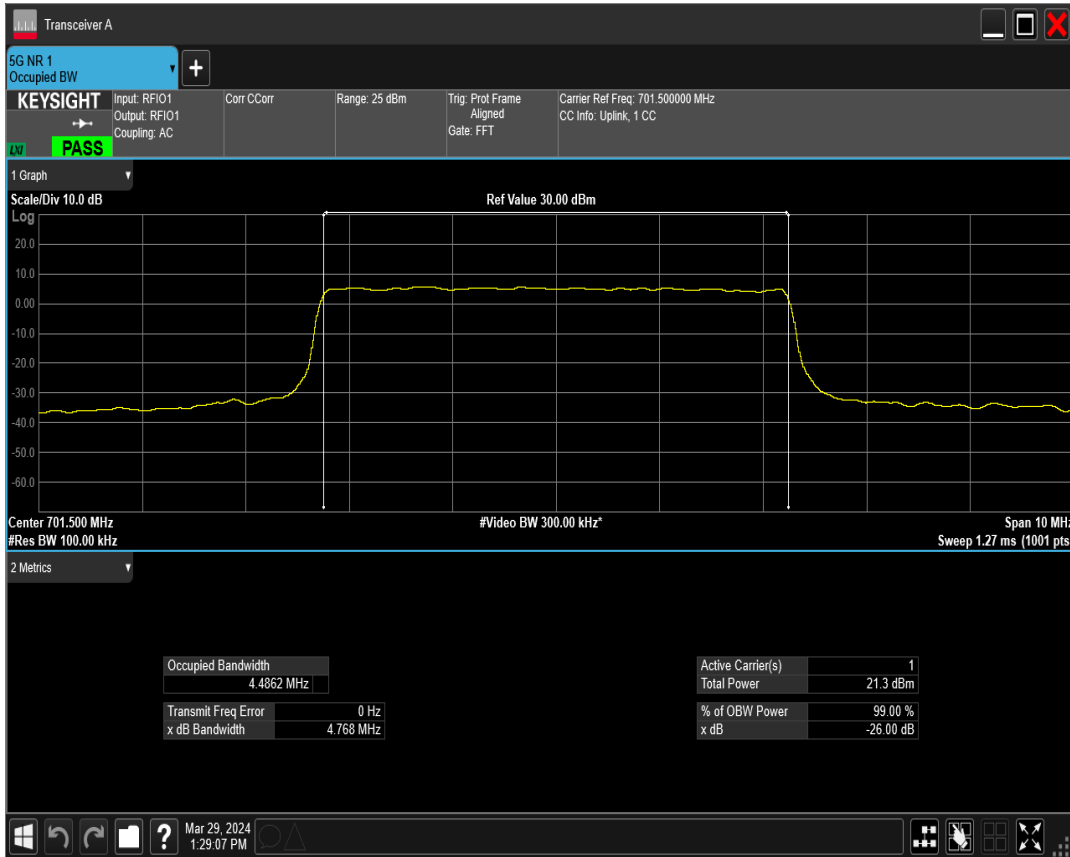 Transceiver A
5G NR 1
Occupied BW
KEYSIGHT
LXI
PASS
Input: RFIO1
Output: RFIO1
Coupling: AC
Corr CCorr
Range: 25 dBm
Trig: Prot Frame
Aligned
Gate: FFT
Carrier Ref Freq: 701.500000 MHz
CC Info: Uplink, 1 CC
1 Graph
Scale/Div 10.0 dB
Ref Value 30.00 dBm
Log
20.0
10.0
0.00
-10.0
-20.0
-30.0
-40.0
-50.0
-60.0
Center 701.500 MHz
#Video BW 300.00 kHz*
Span 10 MHz
#Res BW 100.00 kHz
Sweep 1.27 ms (1001 pts
2 Metrics
Occupied Bandwidth
4.4862 MHz
Transmit Freq Error 0 Hz
x dB Bandwidth 4.768 MHz
Active Carrier(s) 1
Total Power 21.3 dBm
% of OBW Power 99.00 %
x dB -26.00 dB
?
Mar 29, 2024
1:29:07 PM